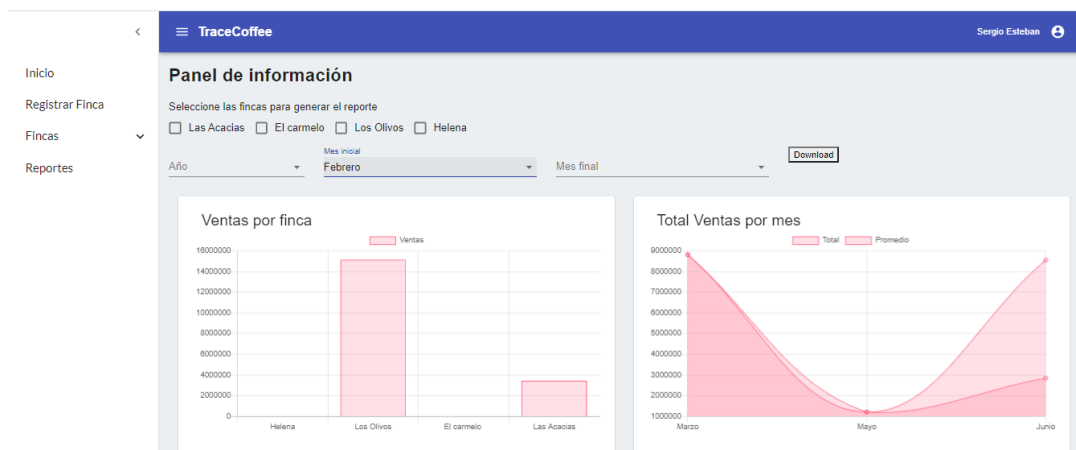 TraceCoffee
Sergio Esteban
Inicio
Registrar Finca
Fincas
Reportes
Panel de información
Seleccione las fincas para generar el reporte
Las Acacias El carmelo Los Olivos Helena
Año
Mes inicial
Febrero
Mes final
Download
Ventas por finca
Ventas
16000000
14000000
12000000
10000000
8000000
6000000
4000000
2000000
0
Helena Los Olivos El carmelo Las Acacias
Total Ventas por mes
Total Promedio
9000000
8000000
7000000
6000000
5000000
4000000
3000000
2000000
1000000
Marzo Mayo Junio